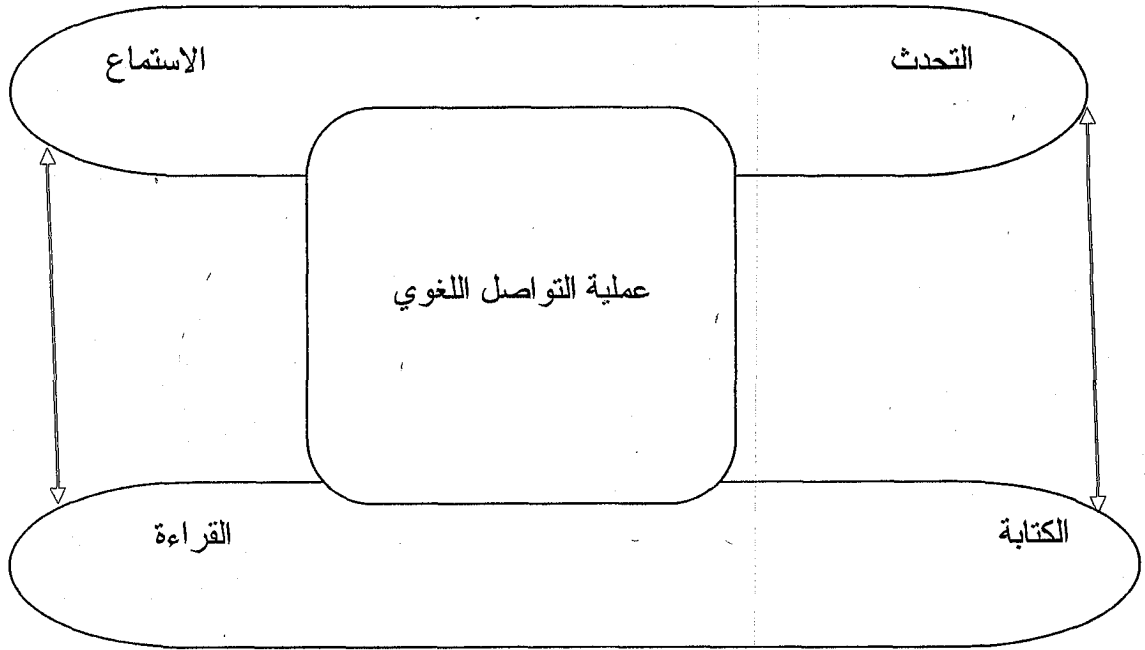 التحدث
الاستماع
عملية التواصل اللغوي
الكتابة
القراءة